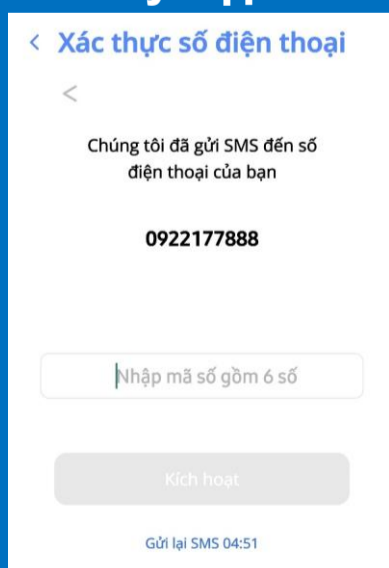 < Xác thực số điện thoại
<
Chúng tôi đã gửi SMS đến số
điện thoại của bạn
0922177888
Nhập mã số gồm 6 số
Kích hoạt
Gửi lại SMS 04:51